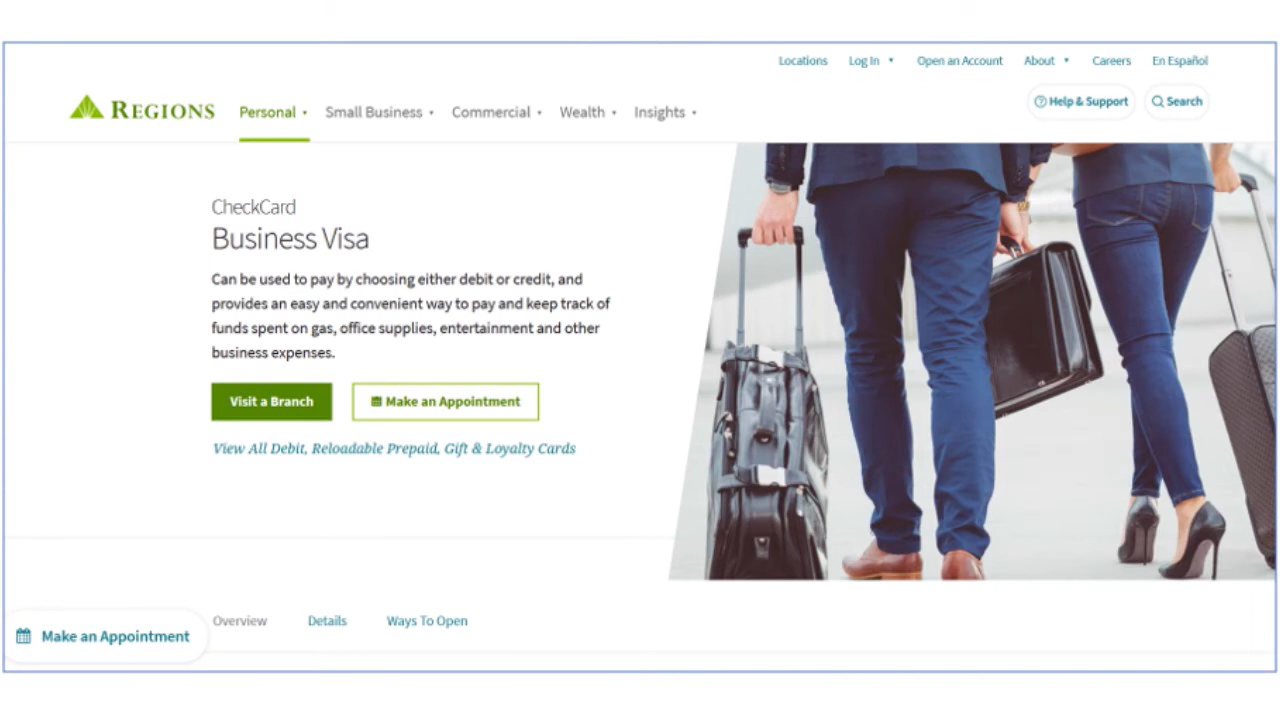 Locations Log In Open an Account About Careers En Español
REGIONS Personal Small Business Commercial Wealth Insights
Help & Support Search
CheckCard
Business Visa
Can be used to pay by choosing either debit or credit, and
provides an easy and convenient way to pay and keep track of
funds spent on gas, office supplies, entertainment and other
business expenses.
Visit a Branch Make an Appointment
View All Debit, Reloadable Prepaid, Gift & Loyalty Cards
Overview Details Ways To Open
Make an Appointment